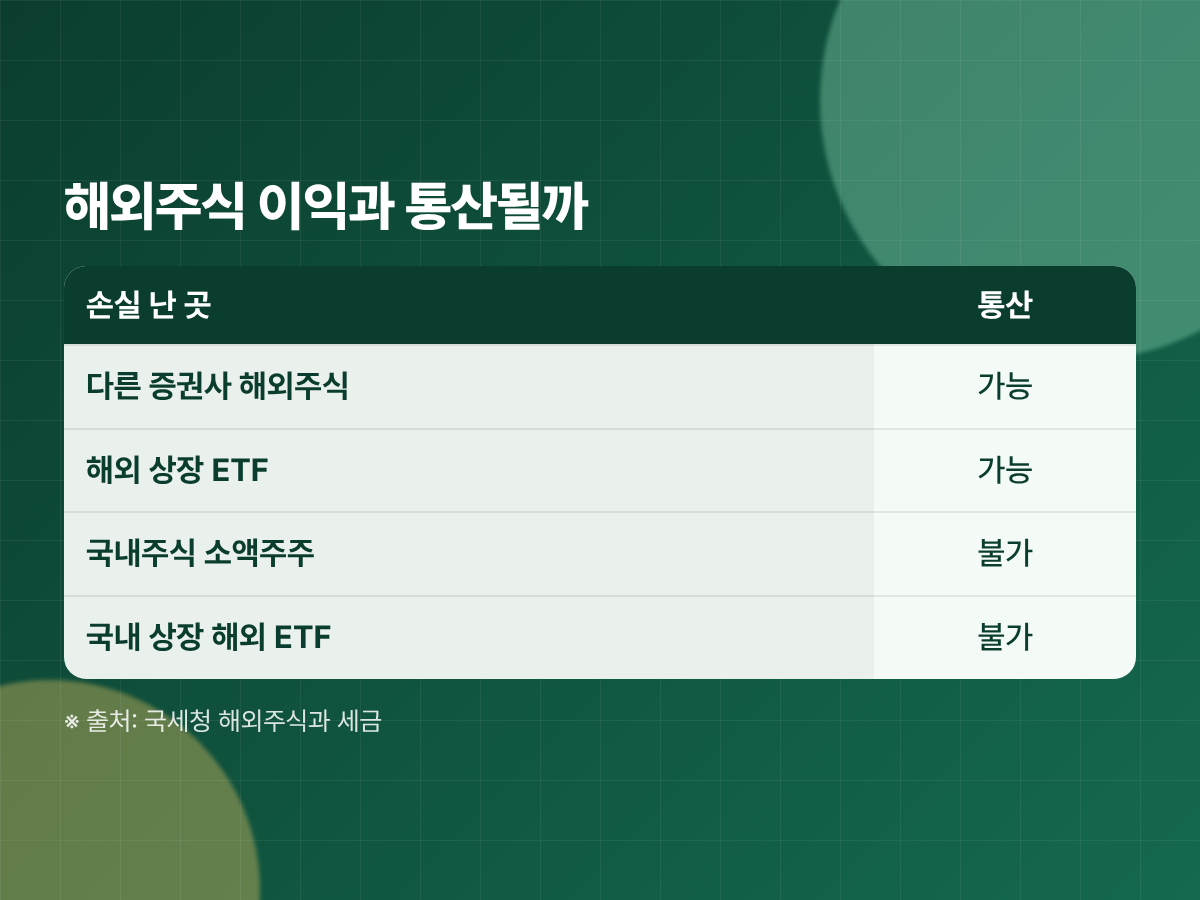 해외주식 이익과 통산될까
손실 난 곳 통산
다른 증권사 해외주식 가능
해외 상장 ETF 가능
국내주식 소액주주 불가
국내 상장 해외 ETF 불가
※ 출처: 국세청 해외주식과 세금